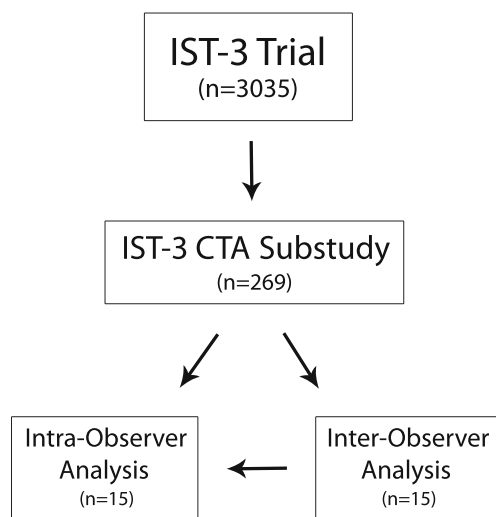 IST-3 Trial
(n=3035)
IST-3 CTA Substudy
(n=269)
Intra-Observer
Analysis
(n=15)
Inter-Observer
Analysis
(n=15)